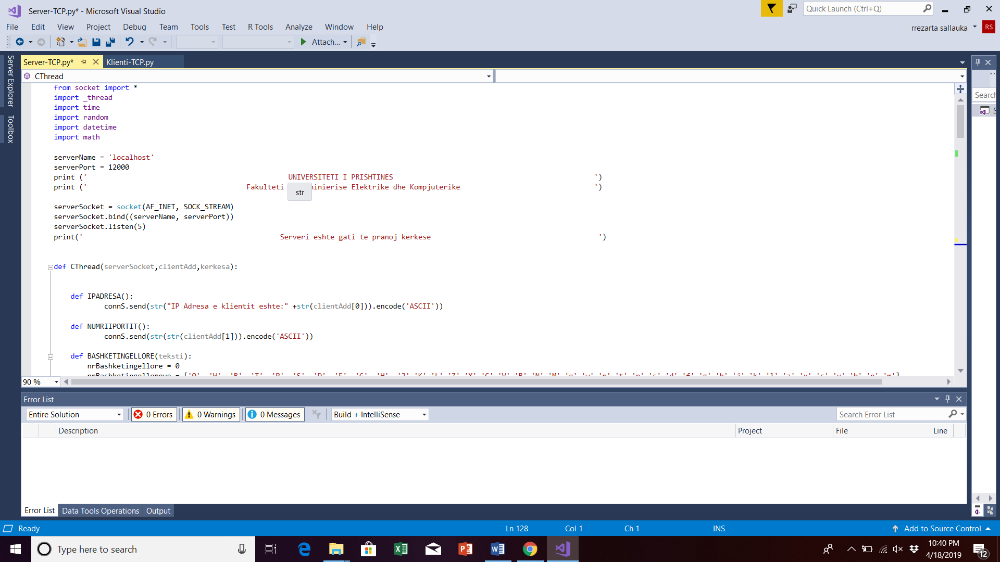 Server-TCP.py* - Microsoft Visual Studio
Quick Launch (Ctrl+Q)
File Edit View Project Debug Team Tools Test R Tools Analyze Window Help
rrezarta sallauka RS
Attach...
Server Explorer
Toolbox
Server-TCP.py* Klienti-TCP.py
CThread
Search
from socket import *
import _thread
import time
import random
import datetime
import math
serverName = 'localhost'
serverPort = 12000
print (' UNIVERSITETI I PRISHTINES ')
print (' Fakulteti hinierise Elektrike dhe Kompjuterike ')
str
serverSocket = socket(AF_INET, SOCK_STREAM)
serverSocket.bind((serverName, serverPort))
serverSocket.listen(5)
print(' Serveri eshte gati te pranoj kerkese ')
def CThread(serverSocket,clientAdd,kerkesa):
def IPADRESA():
connS.send(str("IP Adresa e klientit eshte:" +str(clientAdd[0])).encode('ASCII'))
def NUMRIIPORTIT():
connS.send(str(str(clientAdd[1])).encode('ASCII'))
def BASHKETINGELLORE(teksti):
nrBashketingellore = 0
90 %
Error List
Entire Solution 0 Errors 0 Warnings 0 Messages Build + IntelliSense Search Error List
Description Project File Line
Error List Data Tools Operations Output
Ready Ln 128 Col 1 Ch 1 INS Add to Source Control
Type here to search
10:40 PM
4/18/2019
12